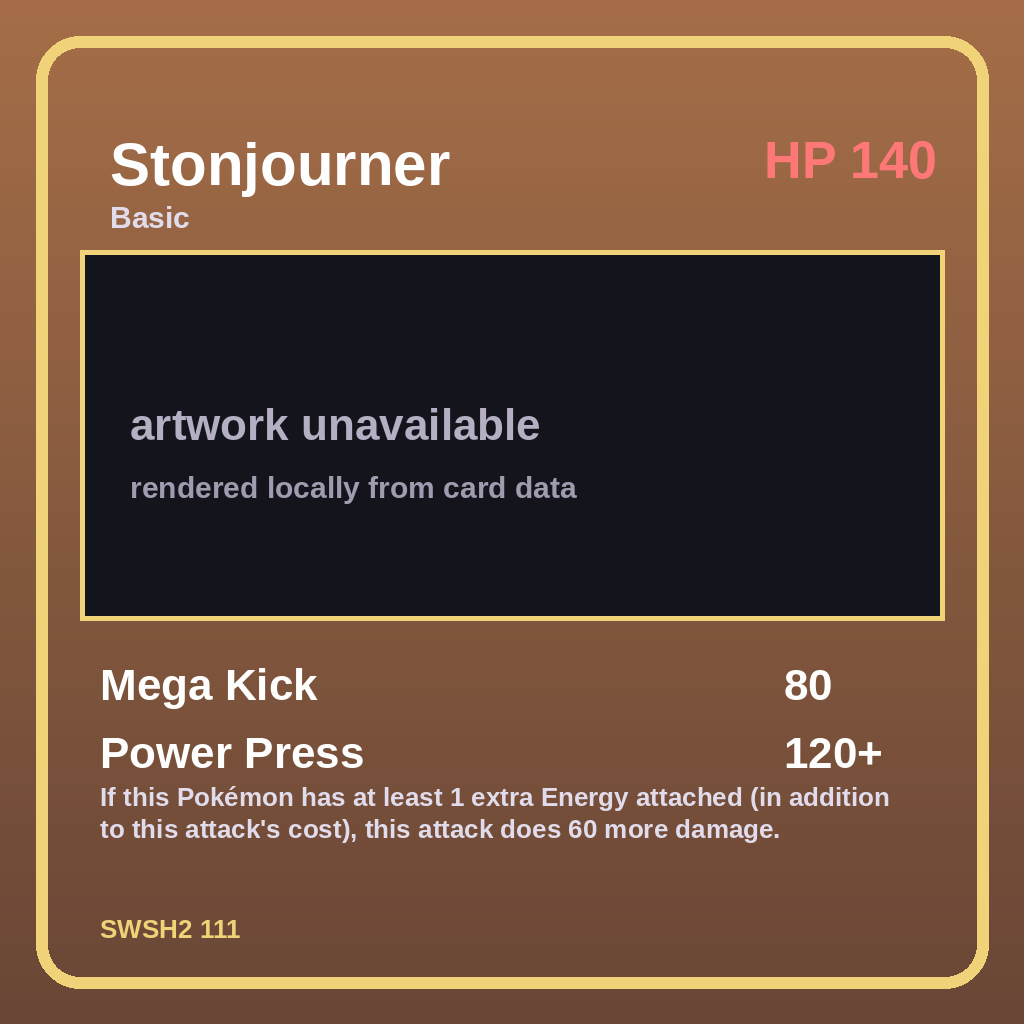 Stonjourner
HP 140
Basic
artwork unavailable
rendered locally from card data
Mega Kick 80
Power Press 120+
If this Pokémon has at least 1 extra Energy attached (in addition
to this attack's cost), this attack does 60 more damage.
SWSH2 111